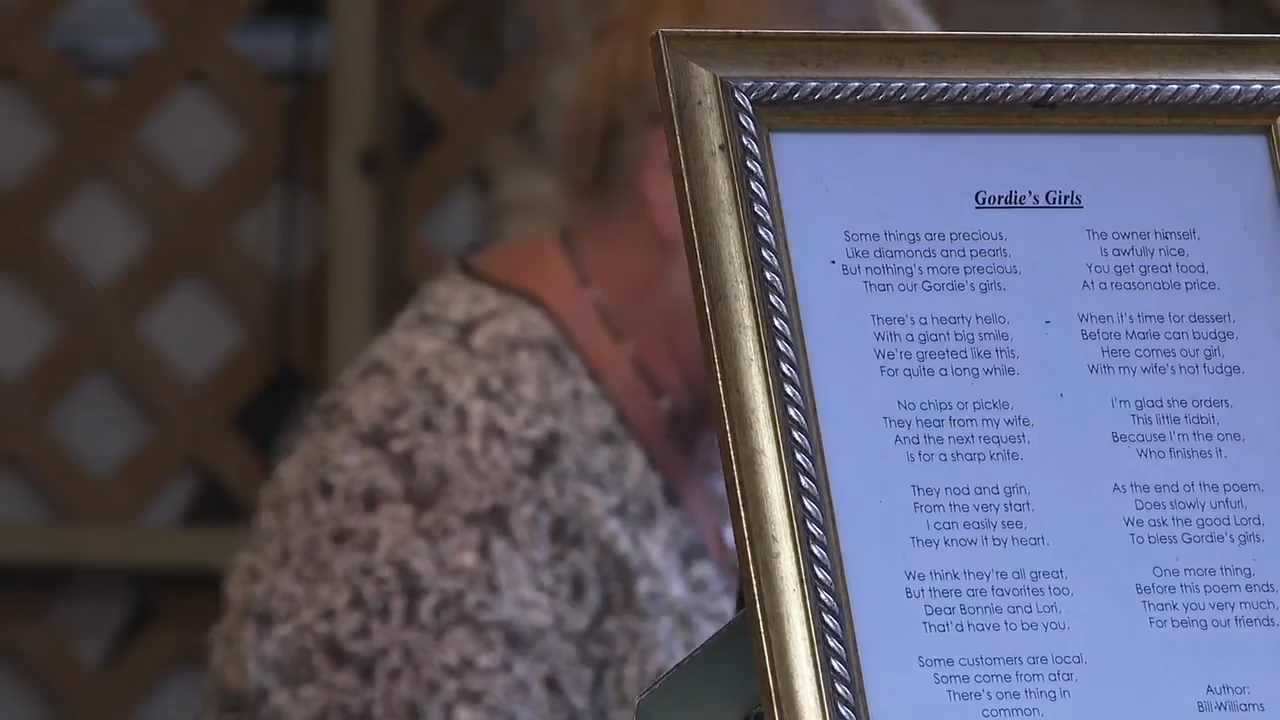 Gordie's Girls
Some things are precious,
Like diamonds and pearls,
But nothing's more precious,
Than our Gordie's girls.
There's a hearty hello,
With a giant big smile,
We're greeted like this,
For quite a long while.
No chips or pickle,
They hear from my wife,
And the next request,
Is for a sharp knife.
They nod and grin,
From the very start,
I can easily see,
They know it by heart.
We think they're all great,
But there are favorites too,
Dear Bonnie and Lori,
That'd have to be you.
Some customers are local,
Some come from afar,
There's one thing in
common,
The owner himself,
Is awfully nice,
You get great food,
At a reasonable price.
When it's time for dessert,
Before Marie can budge,
Here comes our girl,
With my wife's hot fudge.
I'm glad she orders,
This little tidbit,
Because I'm the one,
Who finishes it.
As the end of the poem,
Does slowly unfurl,
We ask the good Lord,
To bless Gordie's girls.
One more thing,
Before this poem ends,
Thank you very much,
For being our friends.
Author:
Bill Williams